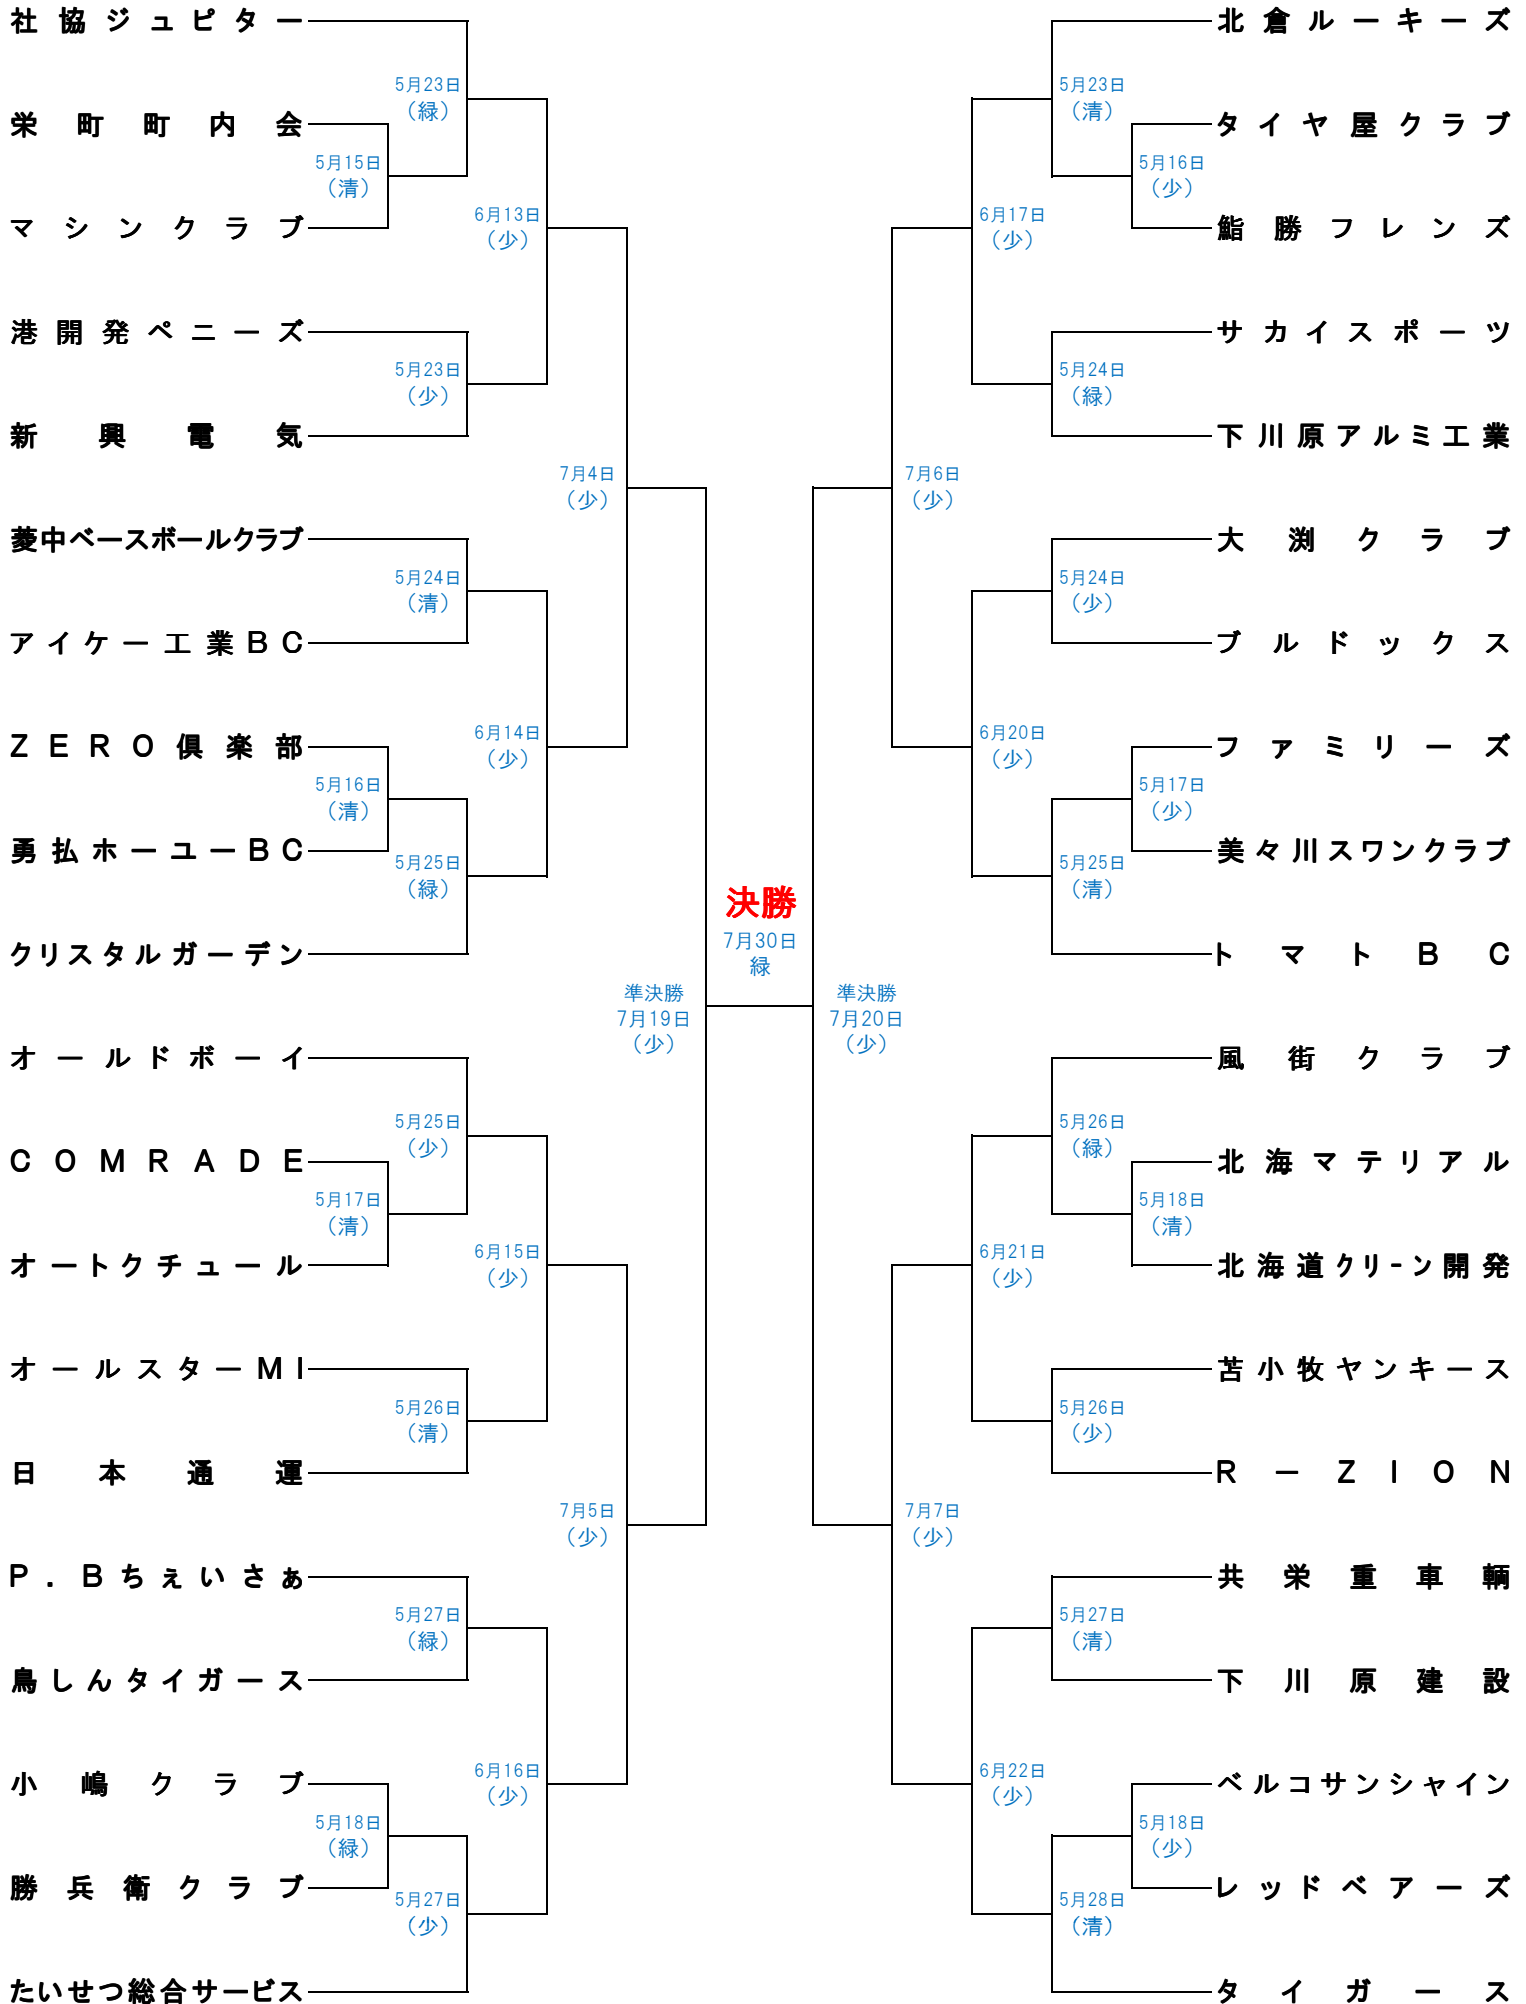 社協ジュピター
栄町町内会
マシンクラブ
港開発ペニーズ
新興電気
菱中ベースボールクラブ
アイケー工業BC
ZERO倶楽部
勇払ホーユーBC
クリスタルガーデン
オールドボーイ
COMRADE
オートクチュール
オールスターMI
日本通運
P.Bちぇいさぁ
鳥しんタイガース
小嶋クラブ
勝兵衛クラブ
たいせつ総合サービス
5月15日
（清）
5月16日
（清）
5月17日
（清）
5月18日
（緑）
5月23日
（緑）
5月23日
（少）
5月24日
（清）
5月25日
（緑）
5月25日
（少）
5月26日
（清）
5月27日
（緑）
5月27日
（少）
6月13日
（少）
6月14日
（少）
6月15日
（少）
6月16日
（少）
7月4日
（少）
7月5日
（少）
準決勝
7月19日
（少）
決勝
7月30日
緑
準決勝
7月20日
（少）
7月6日
（少）
7月7日
（少）
6月17日
（少）
6月20日
（少）
6月21日
（少）
6月22日
（少）
5月23日
（清）
5月24日
（緑）
5月24日
（少）
5月25日
（清）
5月26日
（緑）
5月26日
（少）
5月27日
（清）
5月28日
（清）
5月16日
（少）
5月17日
（少）
5月18日
（清）
5月18日
（少）
北倉ルーキーズ
タイヤ屋クラブ
鮨勝フレンズ
サカイスポーツ
下川原アルミ工業
大渕クラブ
ブルドックス
ファミリーズ
美々川スワンクラブ
トマトBC
風街クラブ
北海マテリアル
北海道クリーン開発
苫小牧ヤンキース
R－ZION
共栄重車輌
下川原建設
ベルコサンシャイン
レッドベアーズ
タイガース